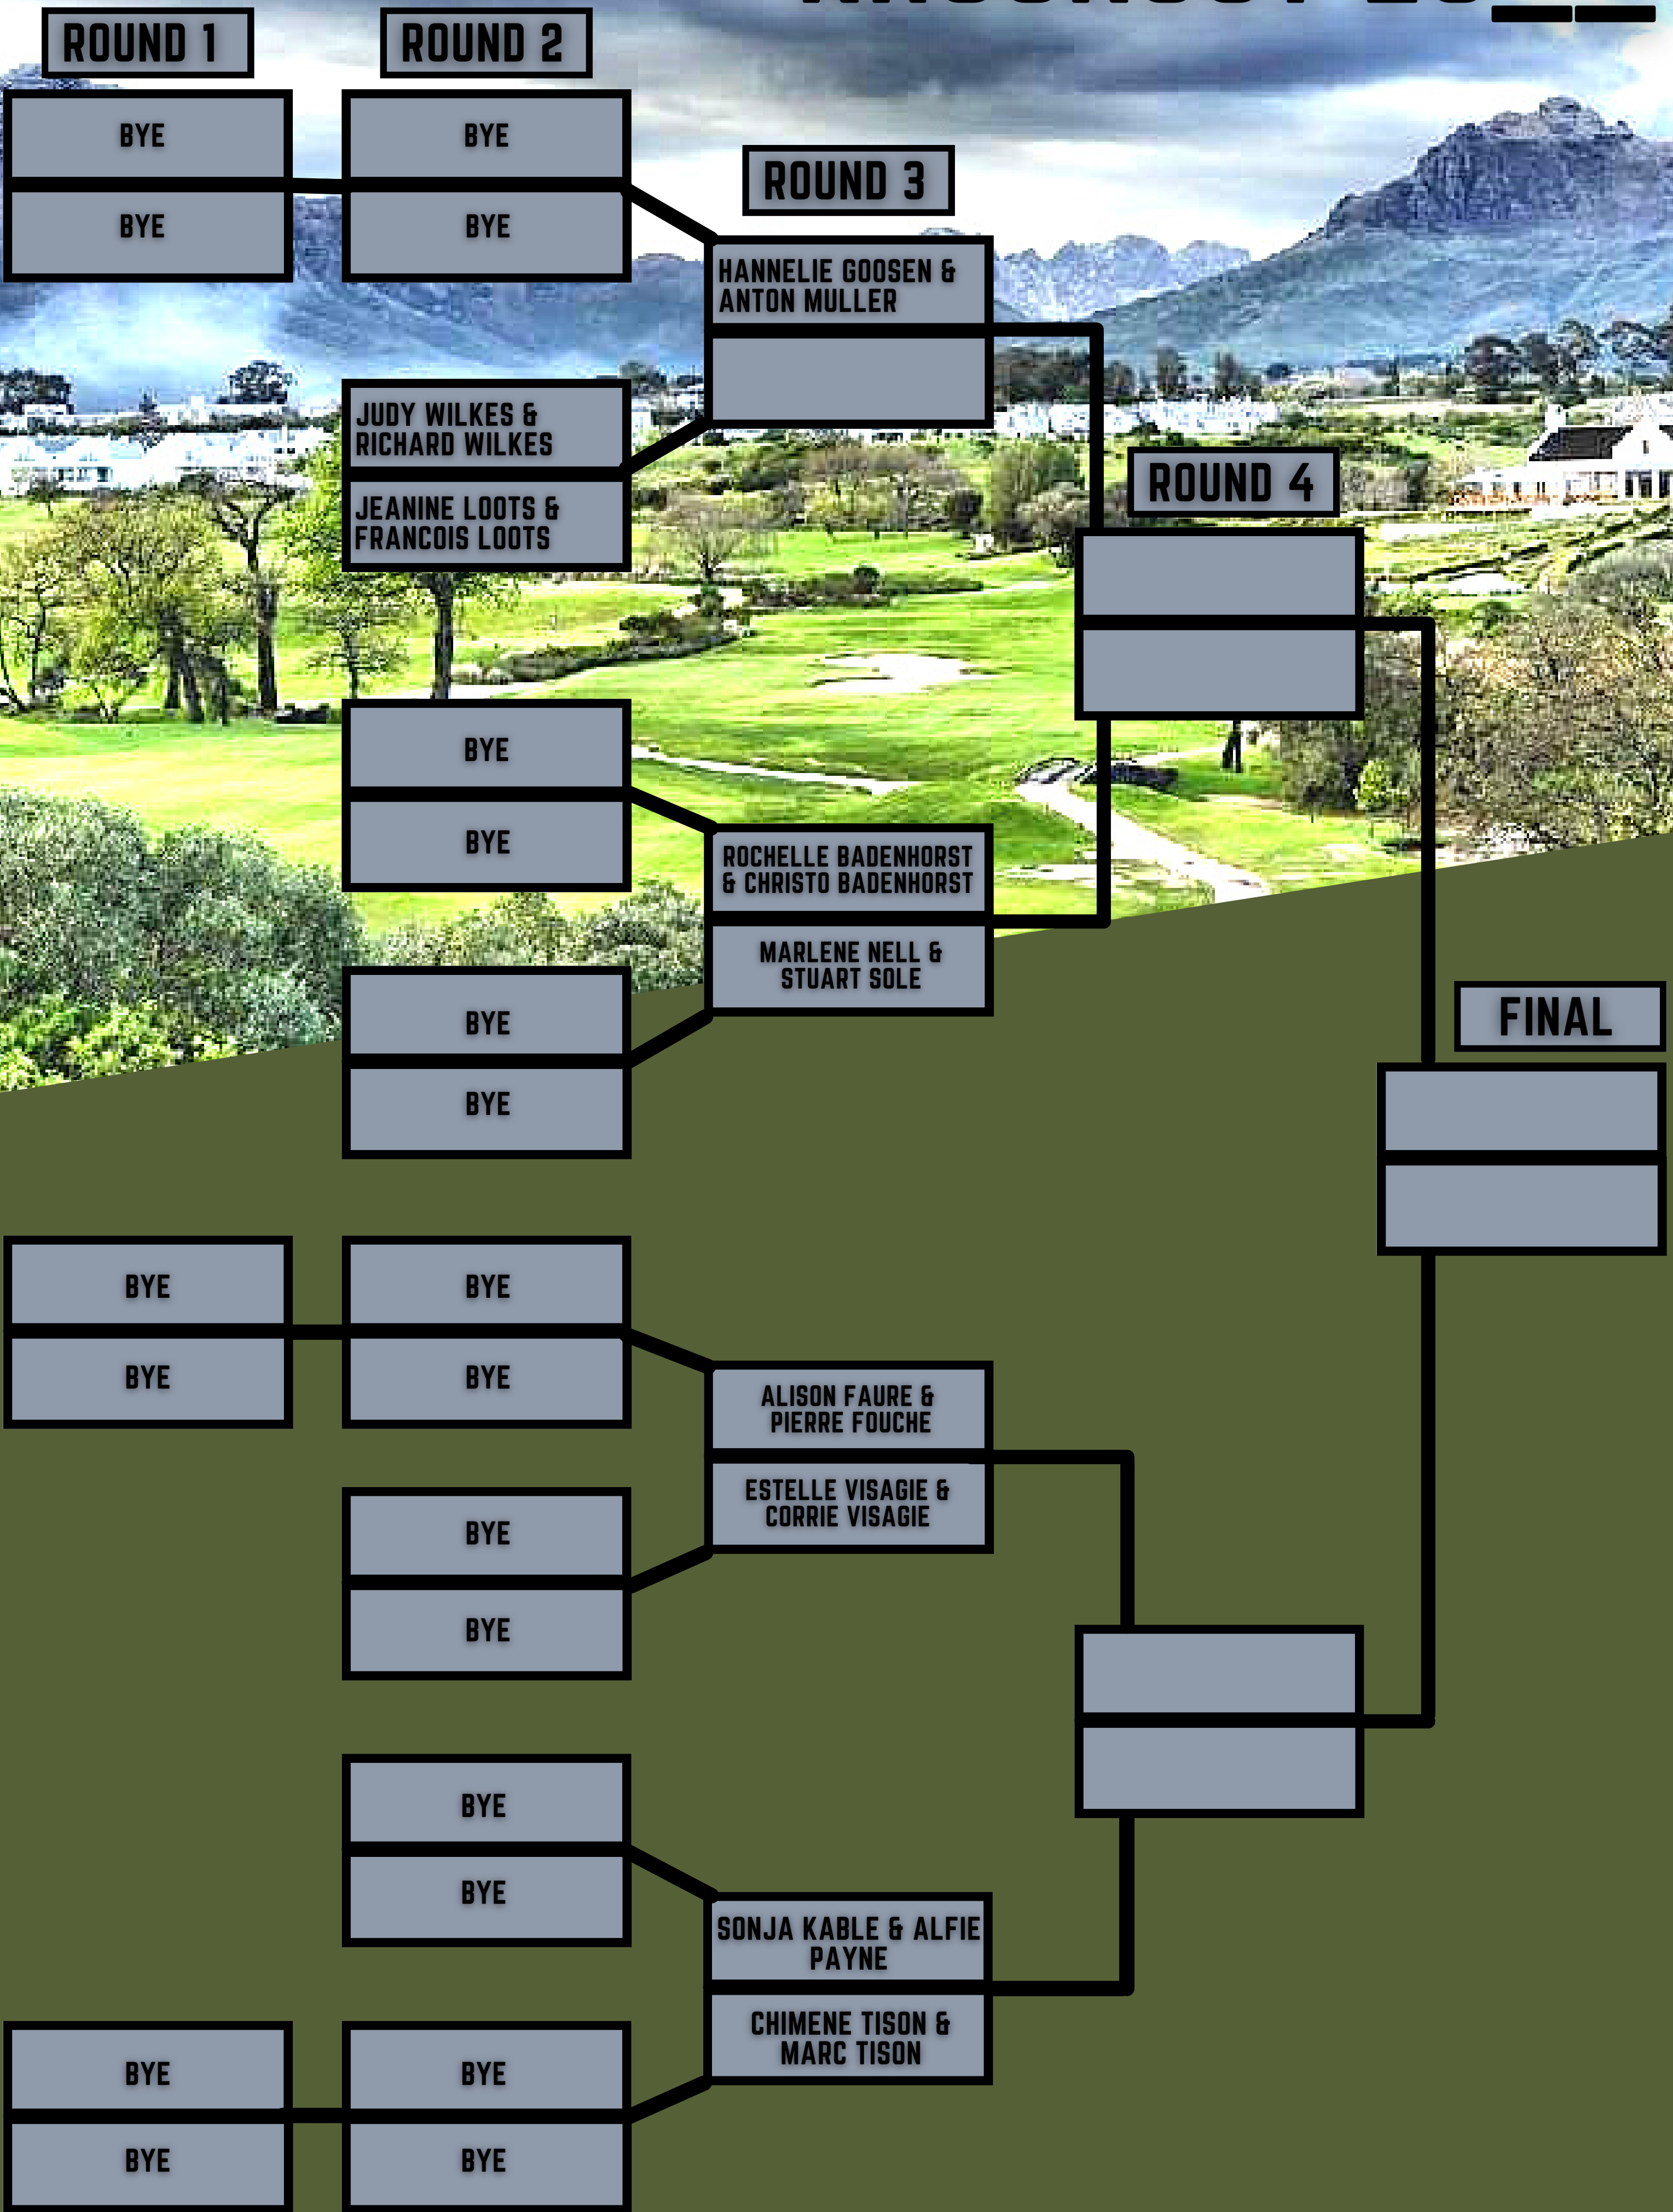 ROUND 1
ROUND 2
BYE
BYE
BYE
BYE
ROUND 3
HANNELIE GOOSEN &
ANTON MULLER
JUDY WILKES &
RICHARD WILKES
JEANINE LOOTS &
FRANCOIS LOOTS
ROUND 4
BYE
BYE
ROCHELLE BADENHORST
& CHRISTO BADENHORST
MARLENE NELL &
STUART SOLE
BYE
BYE
FINAL
BYE
BYE
BYE
BYE
ALISON FAURE &
PIERRE FOUCHE
ESTELLE VISAGIE &
CORRIE VISAGIE
BYE
BYE
BYE
BYE
SONJA KABLE & ALFIE
PAYNE
CHIMENE TISON &
MARC TISON
BYE
BYE
BYE
BYE